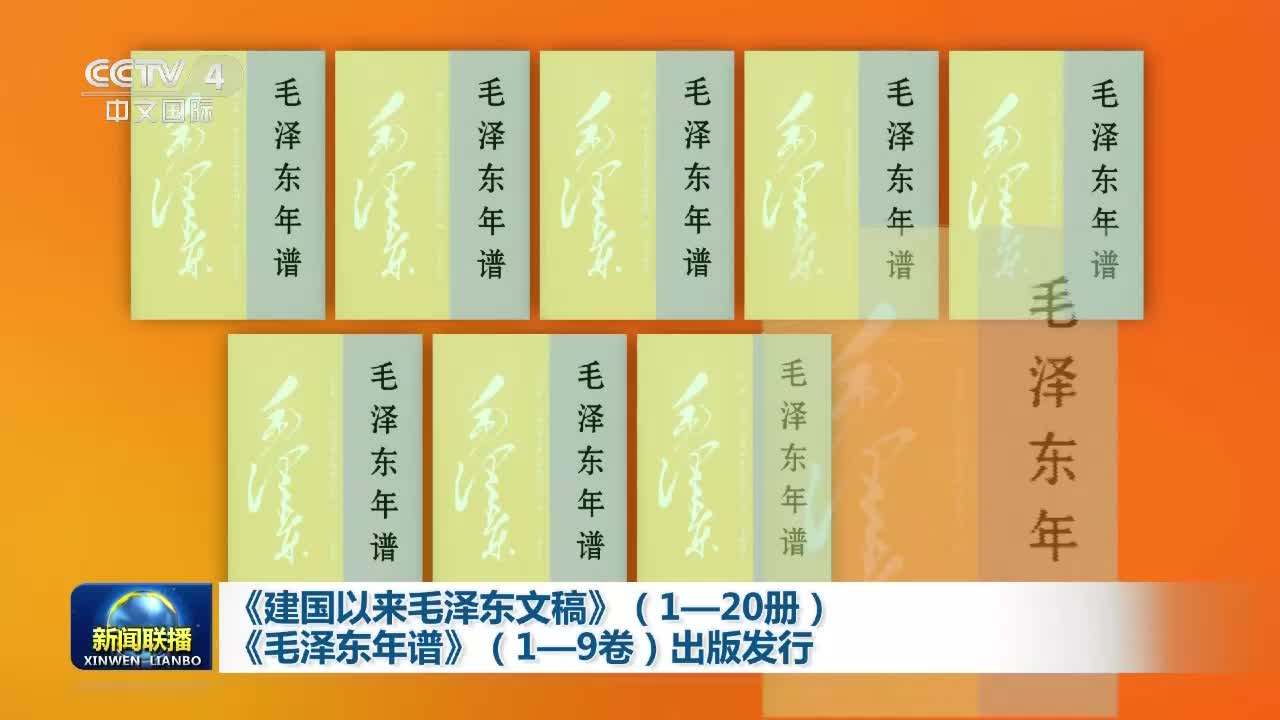 CCTV 4
中文国际
毛泽东年谱
毛泽东年谱
毛泽东年谱
毛泽东年谱
毛泽东年谱
毛泽东年谱
毛泽东年谱
毛泽东年谱
毛泽东年
新闻联播
XINWEN LIANBO
《建国以来毛泽东文稿》（1—20册）
《毛泽东年谱》（1—9卷）出版发行